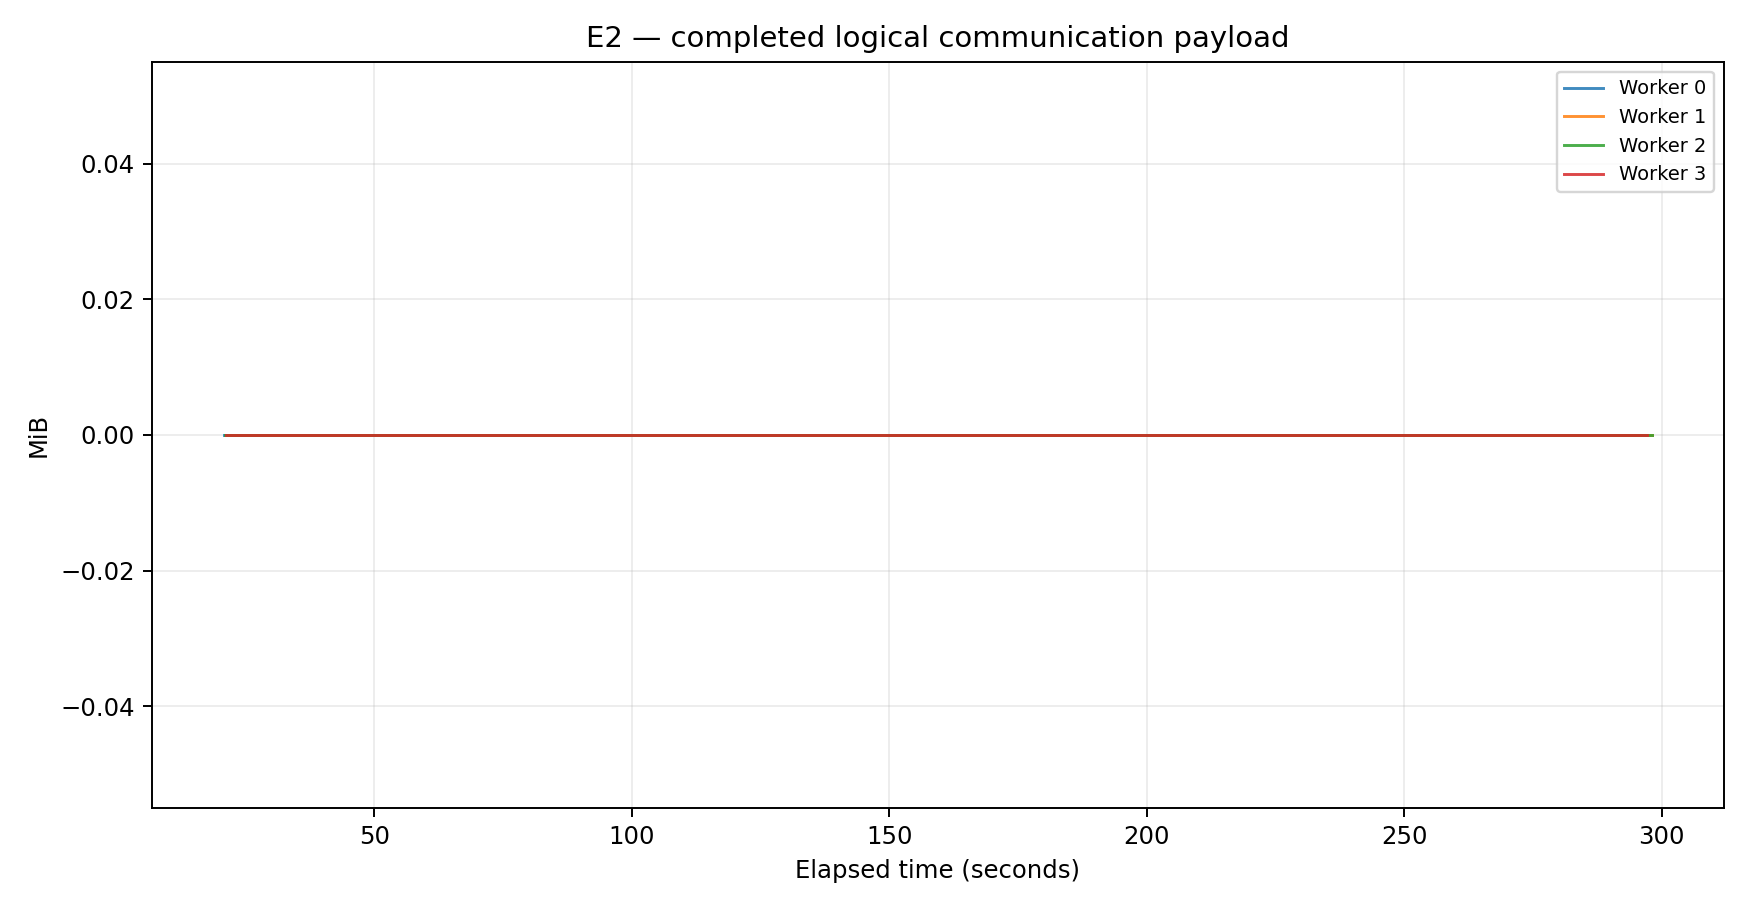 E2 — completed logical communication payload
Worker 0
Worker 1
Worker 2
Worker 3
MiB
0.04
0.02
0.00
−0.02
−0.04
50 100 150 200 250 300
Elapsed time (seconds)